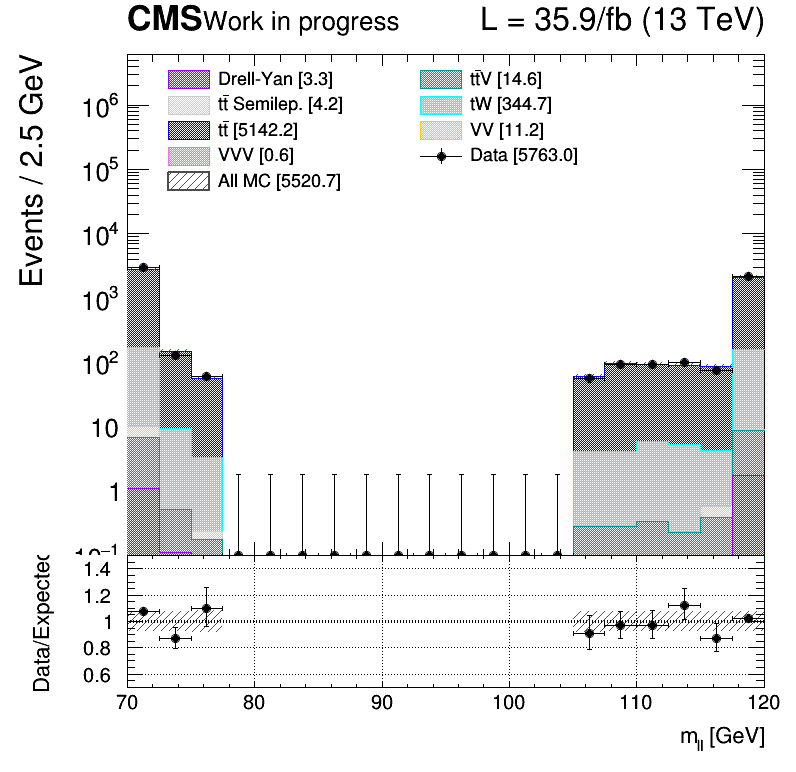 CMS Work in progress L = 35.9/fb (13 TeV)
Drell-Yan [3.3] tt̄V [14.6]
tt̄ Semilep. [4.2] tW [344.7]
tt̄ [5142.2] VV [11.2]
VVV [0.6] Data [5763.0]
All MC [5520.7]
Events / 2.5 GeV
10⁶
10⁵
10⁴
10³
10²
10
1
10⁻¹
Data/Expected
1.4
1.2
1
0.8
0.6
70 80 90 100 110 120
m_ll [GeV]